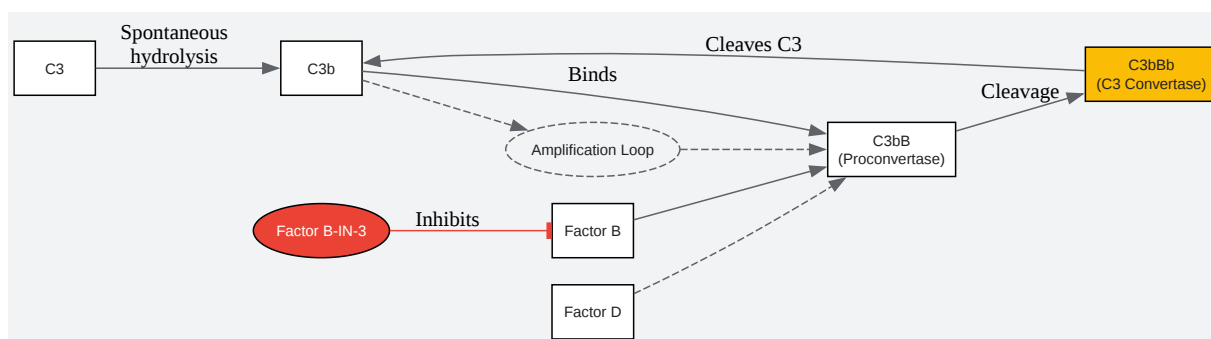 Spontaneous
hydrolysis
C3
C3b
Cleaves C3
Binds
C3bBb
(C3 Convertase)
Cleavage
Amplification Loop
C3bB
(Proconvertase)
Factor B-IN-3
Inhibits
Factor B
Factor D